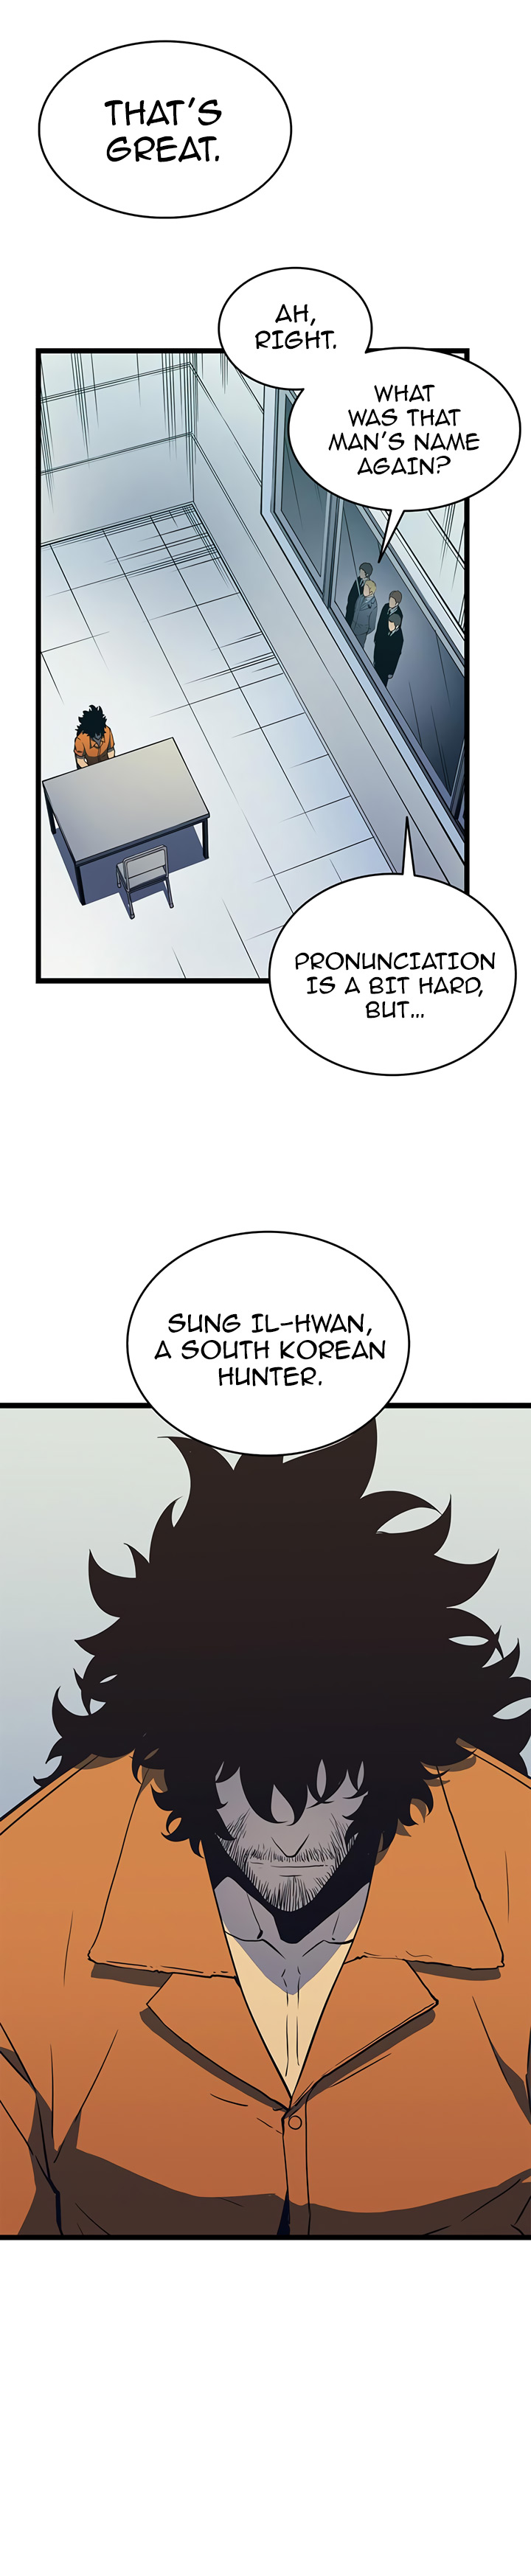 THAT'S
GREAT.
AH,
RIGHT.
WHAT
WAS THAT
MAN'S NAME
AGAIN?
PRONUNCIATION
IS A BIT HARD,
BUT...
SUNG IL-HWAN,
A SOUTH KOREAN
HUNTER.